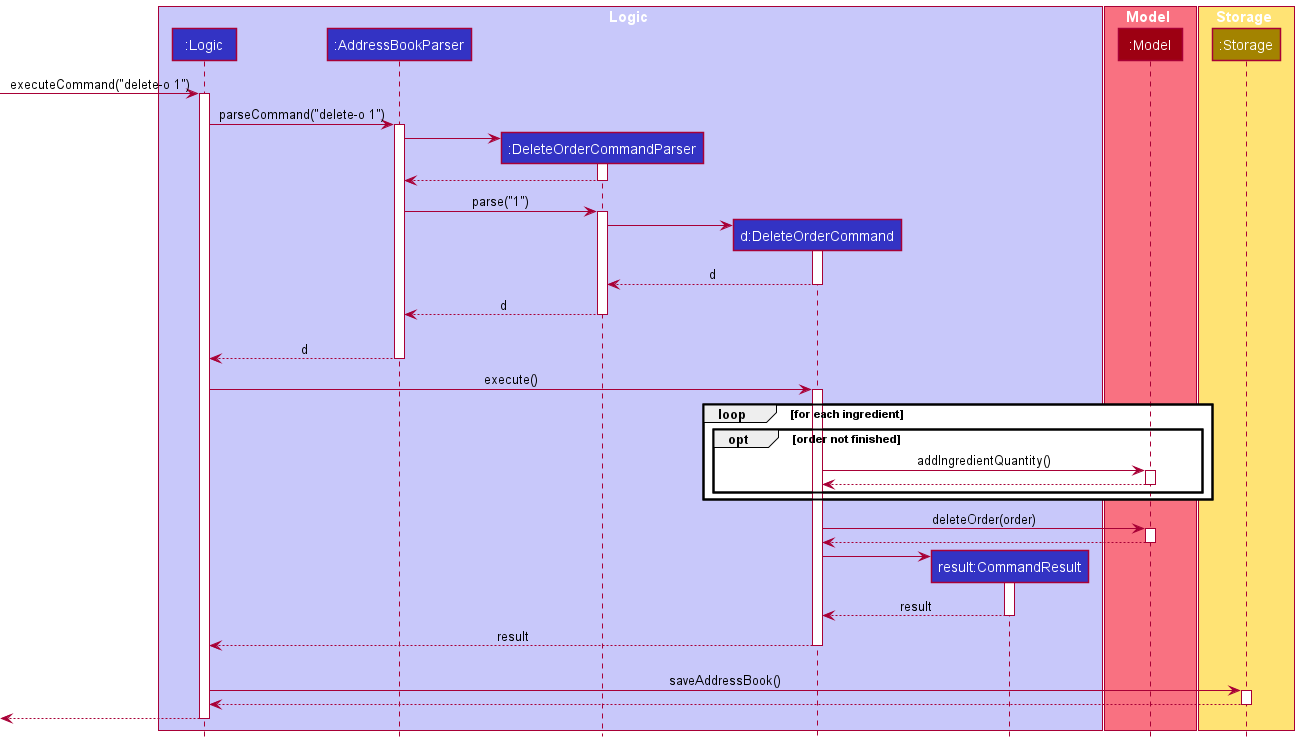 Logic
Model
Storage
:Logic
:AddressBookParser
:Model
:Storage
executeCommand("delete-o 1")
parseCommand("delete-o 1")
:DeleteOrderCommandParser
parse("1")
d:DeleteOrderCommand
d
d
d
execute()
loop
[for each ingredient]
opt
[order not finished]
addIngredientQuantity()
deleteOrder(order)
result:CommandResult
result
result
saveAddressBook()